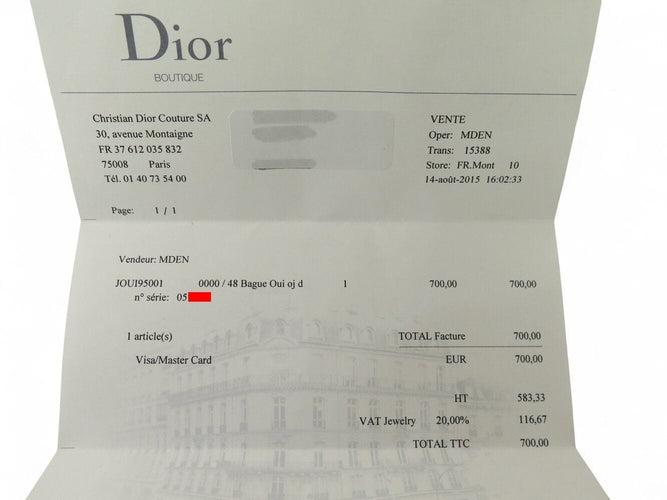 Dior
BOUTIQUE
Christian Dior Couture SA
30, avenue Montaigne
FR 37 612 035 832
75008 Paris
Tél. 01 40 73 54 00
VENTE
Oper: MDEN
Trans: 15388
Store: FR.Mont 10
14-août-2015 16:02:33
Page: 1 / 1
Vendeur: MDEN
JOUI95001 0000 / 48 Bague Oui oj d 1 700,00 700,00
n° série: 05
1 article(s) TOTAL Facture 700,00
Visa/Master Card EUR 700,00
HT 583,33
VAT Jewelry 20,00% 116,67
TOTAL TTC 700,00